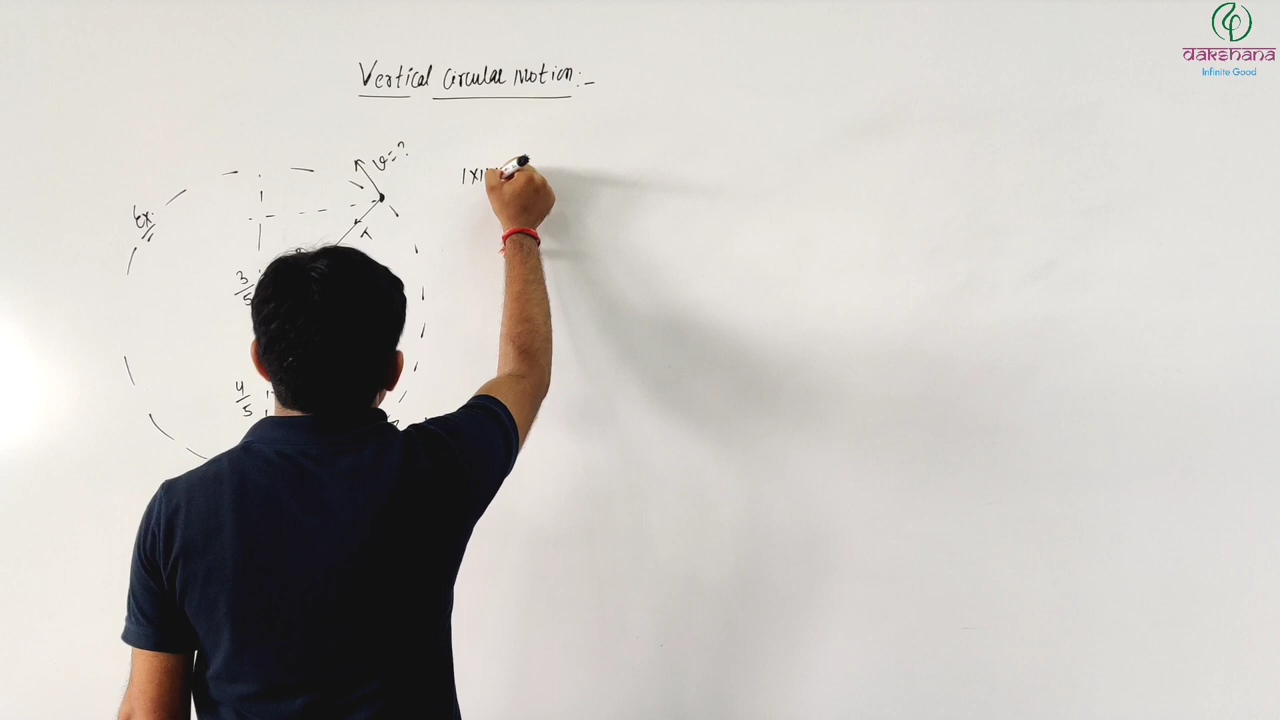 Vertical Circular Motion:-
dakshana
Infinite Good
Ex:
v=?
T
3/5
4/5